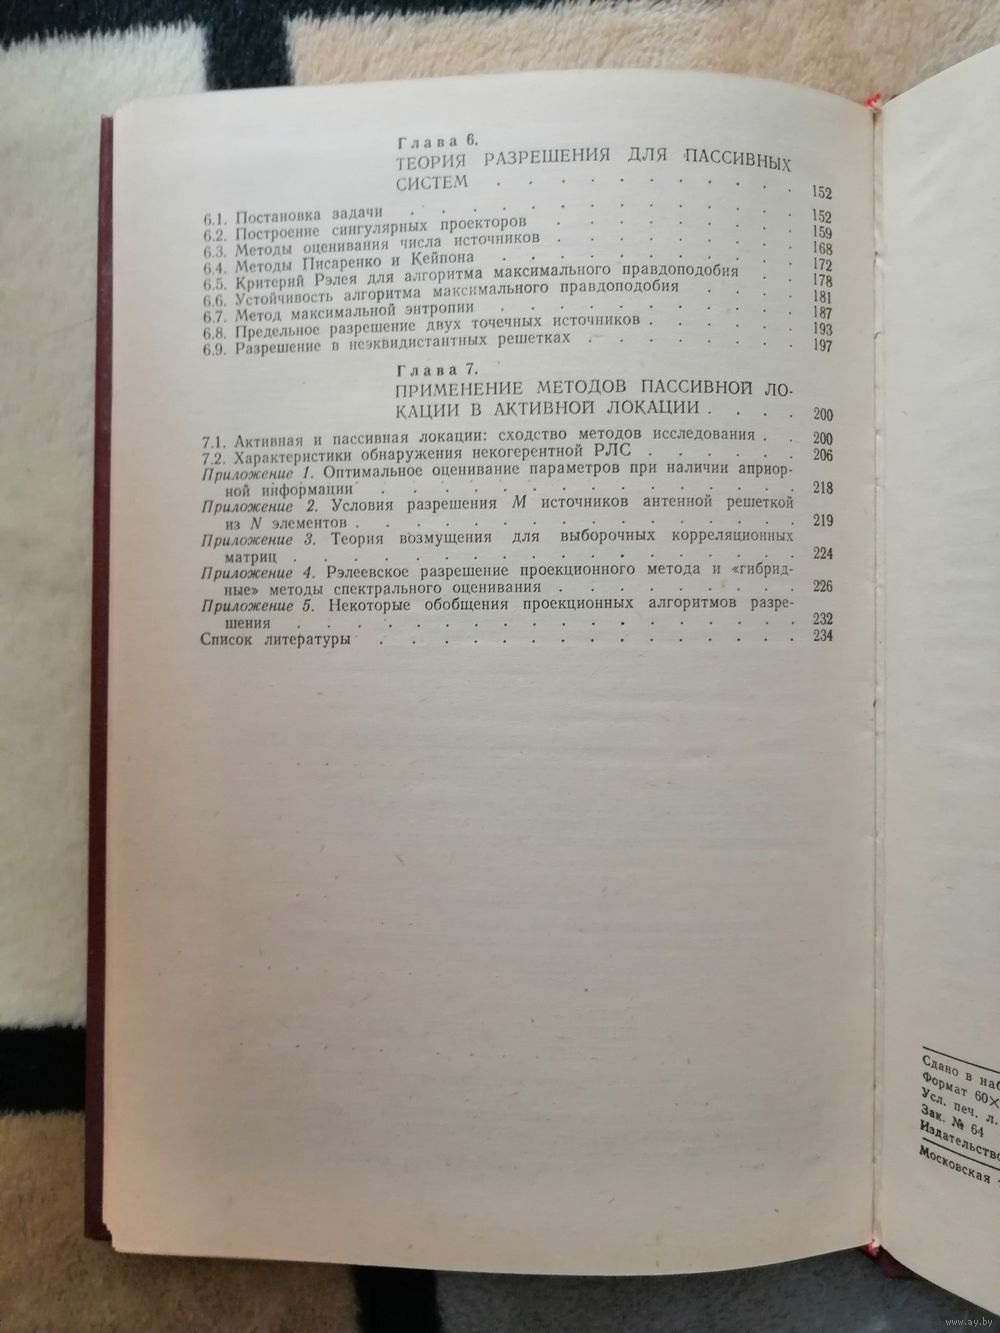 Глава 6.
ТЕОРИЯ РАЗРЕШЕНИЯ ДЛЯ ПАССИВНЫХ
СИСТЕМ . . . . . . . . . . . 152
6.1. Постановка задачи . . . . . . . . . . . 152
6.2. Построение сингулярных проекторов . . . . . . . 159
6.3. Методы оценивания числа источников . . . . . . . 168
6.4. Методы Писаренко и Кейпона . . . . . . . . 172
6.5. Критерий Рэлея для алгоритма максимального правдоподобия . . 178
6.6. Устойчивость алгоритма максимального правдоподобия . . . . 181
6.7. Метод максимальной энтропии . . . . . . . . 187
6.8. Предельное разрешение двух точечных источников . . . . . 193
6.9. Разрешение в неэквидистантных решетках . . . . . . 197
Глава 7.
ПРИМЕНЕНИЕ МЕТОДОВ ПАССИВНОЙ ЛО-
КАЦИИ В АКТИВНОЙ ЛОКАЦИИ . . . . 200
7.1. Активная и пассивная локации: сходство методов исследования . . 200
7.2. Характеристики обнаружения некогерентной РЛС . . . . . 206
Приложение 1. Оптимальное оценивание параметров при наличии априор-
ной информации . . . . . . . . . . . . . 218
Приложение 2. Условия разрешения M источников антенной решеткой
из N элементов . . . . . . . . . . . . . 219
Приложение 3. Теория возмущения для выборочных корреляционных
матриц . . . . . . . . . . . . . . . 224
Приложение 4. Рэлеевское разрешение проекционного метода и «гибрид-
ные» методы спектрального оценивания . . . . . . . . 226
Приложение 5. Некоторые обобщения проекционных алгоритмов разре-
шения . . . . . . . . . . . . . . . 232
Список литературы . . . . . . . . . . . . 234
Сдано в наб
Формат 60×
Усл. печ. л.
Зак. № 64
Издательство
Московская
www.ay.by